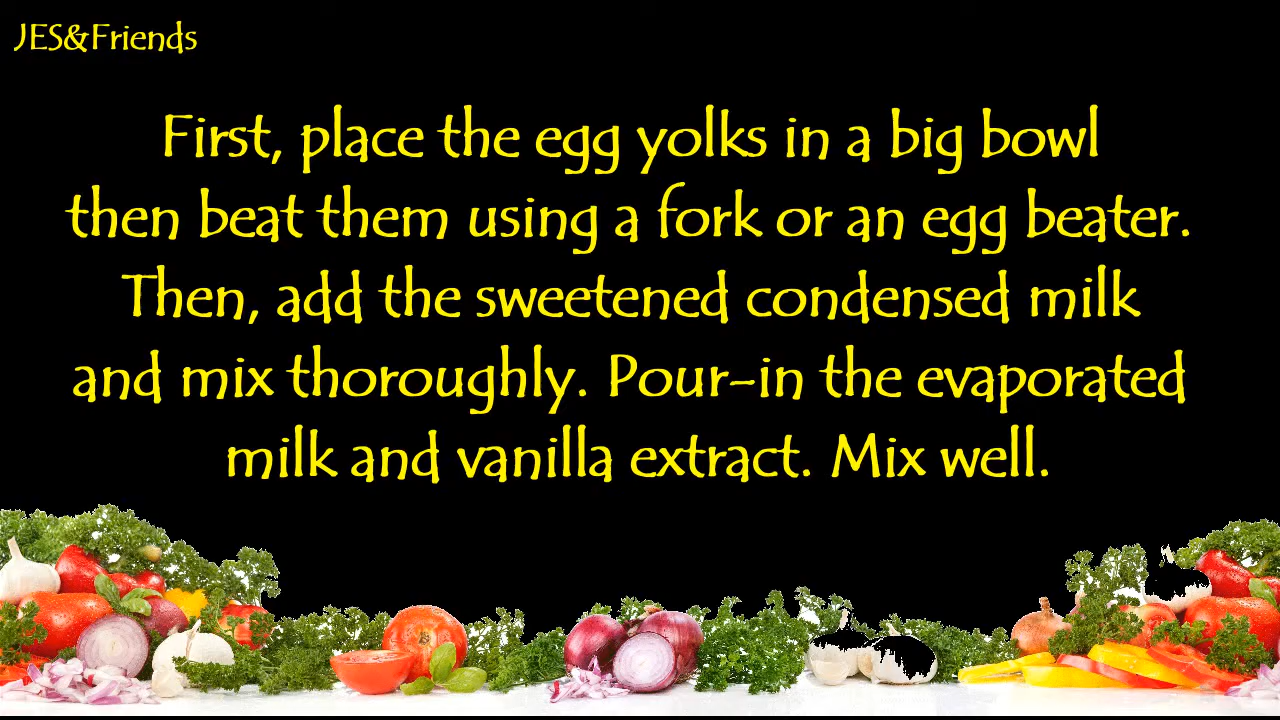 JES&Friends
First, place the egg yolks in a big bowl
then beat them using a fork or an egg beater.
Then, add the sweetened condensed milk
and mix thoroughly. Pour-in the evaporated
milk and vanilla extract. Mix well.